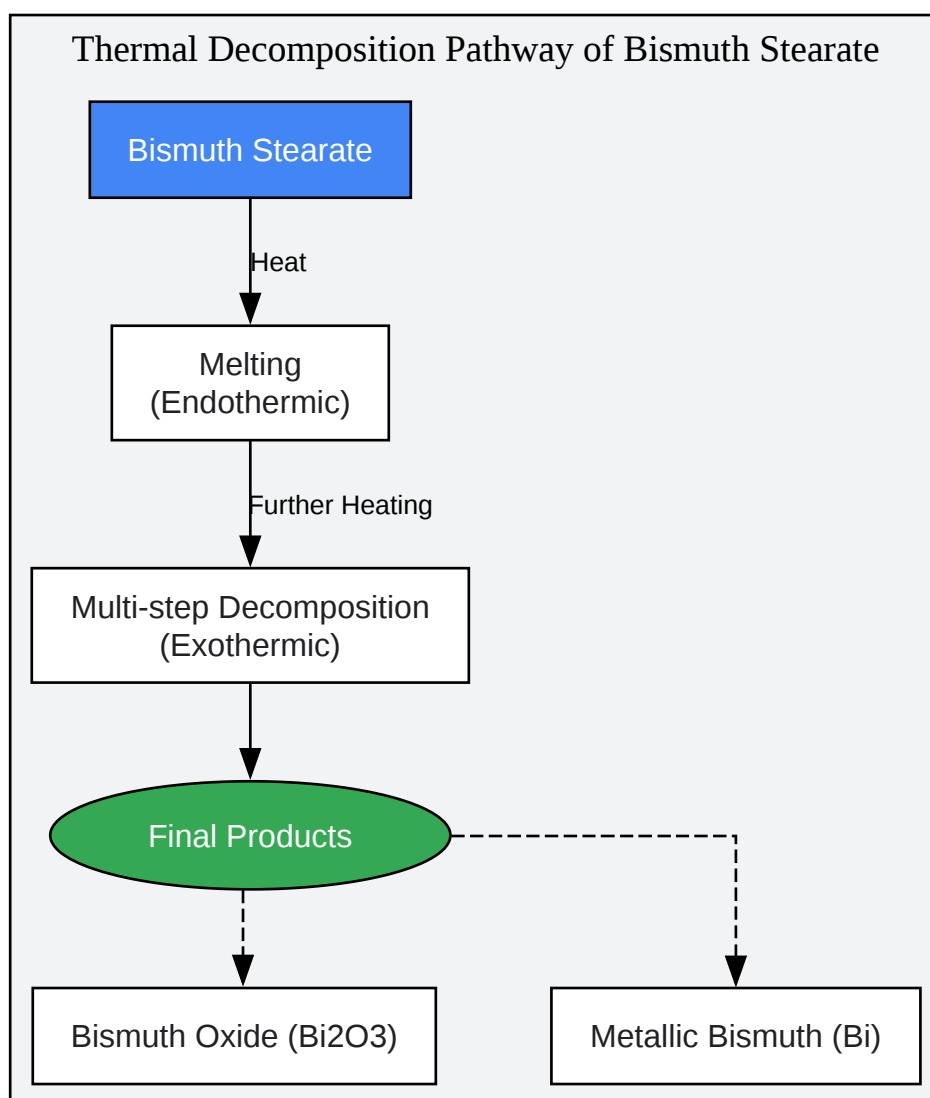 Thermal Decomposition Pathway of Bismuth Stearate
Bismuth Stearate
Heat
Melting
(Endothermic)
Further Heating
Multi-step Decomposition
(Exothermic)
Final Products
Bismuth Oxide (Bi2O3)
Metallic Bismuth (Bi)